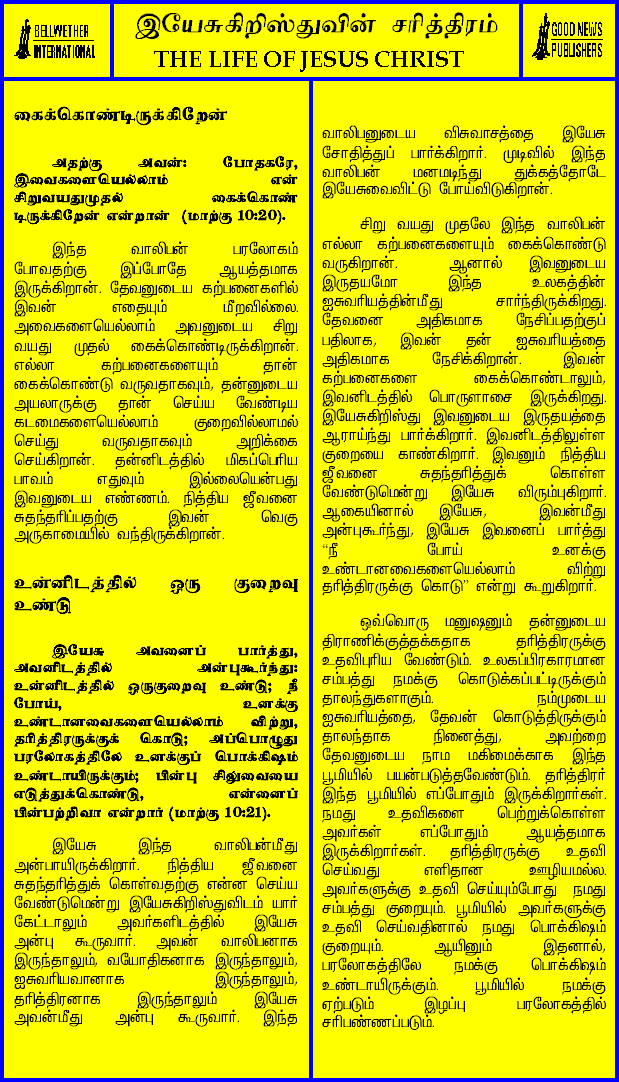 BELLWETHER
INTERNATIONAL
இயேசுகிறிஸ்துவின் சரித்திரம்
THE LIFE OF JESUS CHRIST
GOOD NEWS
PUBLISHERS
கைக்கொண்டிருக்கிறேன்
அதற்கு அவன்: போதகரே,
இவைகளையெல்லாம் என்
சிறுவயதுமுதல் கைக்கொண்
டிருக்கிறேன் என்றான் (மாற்கு 10:20).
இந்த வாலிபன் பரலோகம்
போவதற்கு இப்போதே ஆயத்தமாக
இருக்கிறான். தேவனுடைய கற்பனைகளில்
இவன் எதையும் மீறவில்லை.
அவைகளையெல்லாம் அவனுடைய சிறு
வயது முதல் கைக்கொண்டிருக்கிறான்.
எல்லா கற்பனைகளையும் தான்
கைக்கொண்டு வருவதாகவும், தன்னுடைய
அயலாருக்கு தான் செய்ய வேண்டிய
கடமைகளையெல்லாம் குறைவில்லாமல்
செய்து வருவதாகவும் அறிக்கை
செய்கிறான். தன்னிடத்தில் மிகப்பெரிய
பாவம் எதுவும் இல்லையென்பது
இவனுடைய எண்ணம். நித்திய ஜீவனை
சுதந்தரிப்பதற்கு இவன் வெகு
அருகாமையில் வந்திருக்கிறான்.
உன்னிடத்தில் ஒரு குறைவு
உண்டு
இயேசு அவனைப் பார்த்து,
அவனிடத்தில் அன்புகூர்ந்து:
உன்னிடத்தில் ஒருகுறைவு உண்டு; நீ
போய், உனக்கு
உண்டானவைகளையெல்லாம் விற்று,
தரித்திரருக்குக் கொடு; அப்பொழுது
பரலோகத்திலே உனக்குப் பொக்கிஷம்
உண்டாயிருக்கும்; பின்பு சிலுவையை
எடுத்துக்கொண்டு, என்னைப்
பின்பற்றிவா என்றார் (மாற்கு 10:21).
இயேசு இந்த வாலிபன்மீது
அன்பாயிருக்கிறார். நித்திய ஜீவனை
சுதந்தரித்துக் கொள்வதற்கு என்ன செய்ய
வேண்டுமென்று இயேசுகிறிஸ்துவிடம் யார்
கேட்டாலும் அவர்களிடத்தில் இயேசு
அன்பு கூருவார். அவன் வாலிபனாக
இருந்தாலும், வயோதிகனாக இருந்தாலும்,
ஐசுவரியவானாக இருந்தாலும்,
தரித்திரனாக இருந்தாலும் இயேசு
அவன்மீது அன்பு கூருவார். இந்த
வாலிபனுடைய விசுவாசத்தை இயேசு
சோதித்துப் பார்க்கிறார். முடிவில் இந்த
வாலிபன் மனமடிந்து துக்கத்தோடே
இயேசுவைவிட்டு போய்விடுகிறான்.
சிறு வயது முதலே இந்த வாலிபன்
எல்லா கற்பனைகளையும் கைக்கொண்டு
வருகிறான். ஆனால் இவனுடைய
இருதயமோ இந்த உலகத்தின்
ஐசுவரியத்தின்மீது சார்ந்திருக்கிறது.
தேவனை அதிகமாக நேசிப்பதற்குப்
பதிலாக, இவன் தன் ஐசுவரியத்தை
அதிகமாக நேசிக்கிறான். இவன்
கற்பனைகளை கைக்கொண்டாலும்,
இவனிடத்தில் பொருளாசை இருக்கிறது.
இயேசுகிறிஸ்து இவனுடைய இருதயத்தை
ஆராய்ந்து பார்க்கிறார். இவனிடத்திலுள்ள
குறையை காண்கிறார். இவனும் நித்திய
ஜீவனை சுதந்தரித்துக் கொள்ள
வேண்டுமென்று இயேசு விரும்புகிறார்.
ஆகையினால் இயேசு, இவன்மீது
அன்புகூர்ந்து, இயேசு இவனைப் பார்த்து
“நீ போய் உனக்கு
உண்டானவைகளையெல்லாம் விற்று
தரித்திரருக்கு கொடு” என்று கூறுகிறார்.
ஒவ்வொரு மனுஷனும் தன்னுடைய
திராணிக்குத்தக்கதாக தரித்திரருக்கு
உதவிபுரிய வேண்டும். உலகப்பிரகாரமான
சம்பத்து நமக்கு கொடுக்கப்பட்டிருக்கும்
தாலந்துகளாகும். நம்முடைய
ஐசுவரியத்தை, தேவன் கொடுத்திருக்கும்
தாலந்தாக நினைத்து, அவற்றை
தேவனுடைய நாம மகிமைக்காக இந்த
பூமியில் பயன்படுத்தவேண்டும். தரித்திரர்
இந்த பூமியில் எப்போதும் இருக்கிறார்கள்.
நமது உதவிகளை பெற்றுக்கொள்ள
அவர்கள் எப்போதும் ஆயத்தமாக
இருக்கிறார்கள். தரித்திரருக்கு உதவி
செய்வது எளிதான ஊழியமல்ல.
அவர்களுக்கு உதவி செய்யும்போது நமது
சம்பத்து குறையும். பூமியில் அவர்களுக்கு
உதவி செய்வதினால் நமது பொக்கிஷம்
குறையும். ஆயினும் இதனால்,
பரலோகத்திலே நமக்கு பொக்கிஷம்
உண்டாயிருக்கும். பூமியில் நமக்கு
ஏற்படும் இழப்பு பரலோகத்தில்
சரிபண்ணப்படும்.